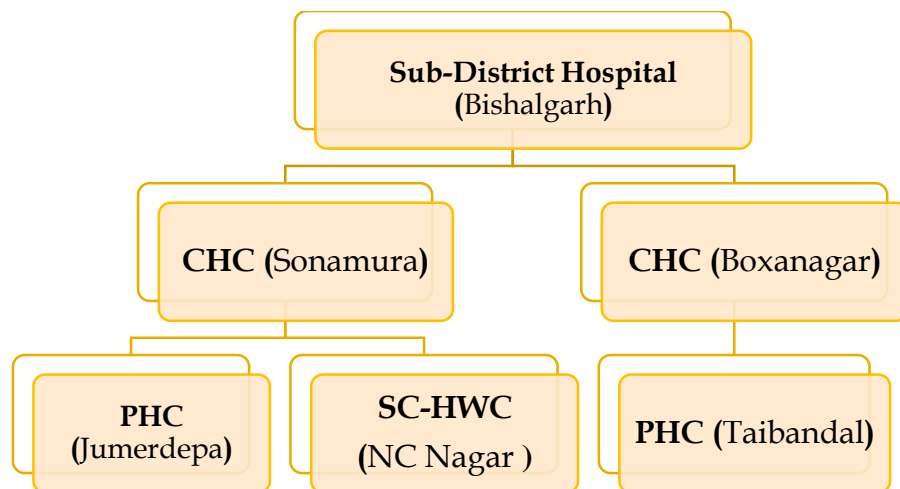 Sub-District Hospital
(Bishalgarh)
CHC (Sonamura)
CHC (Boxanagar)
PHC
(Jumerdepa)
SC-HWC
(NC Nagar )
PHC (Taibandal)